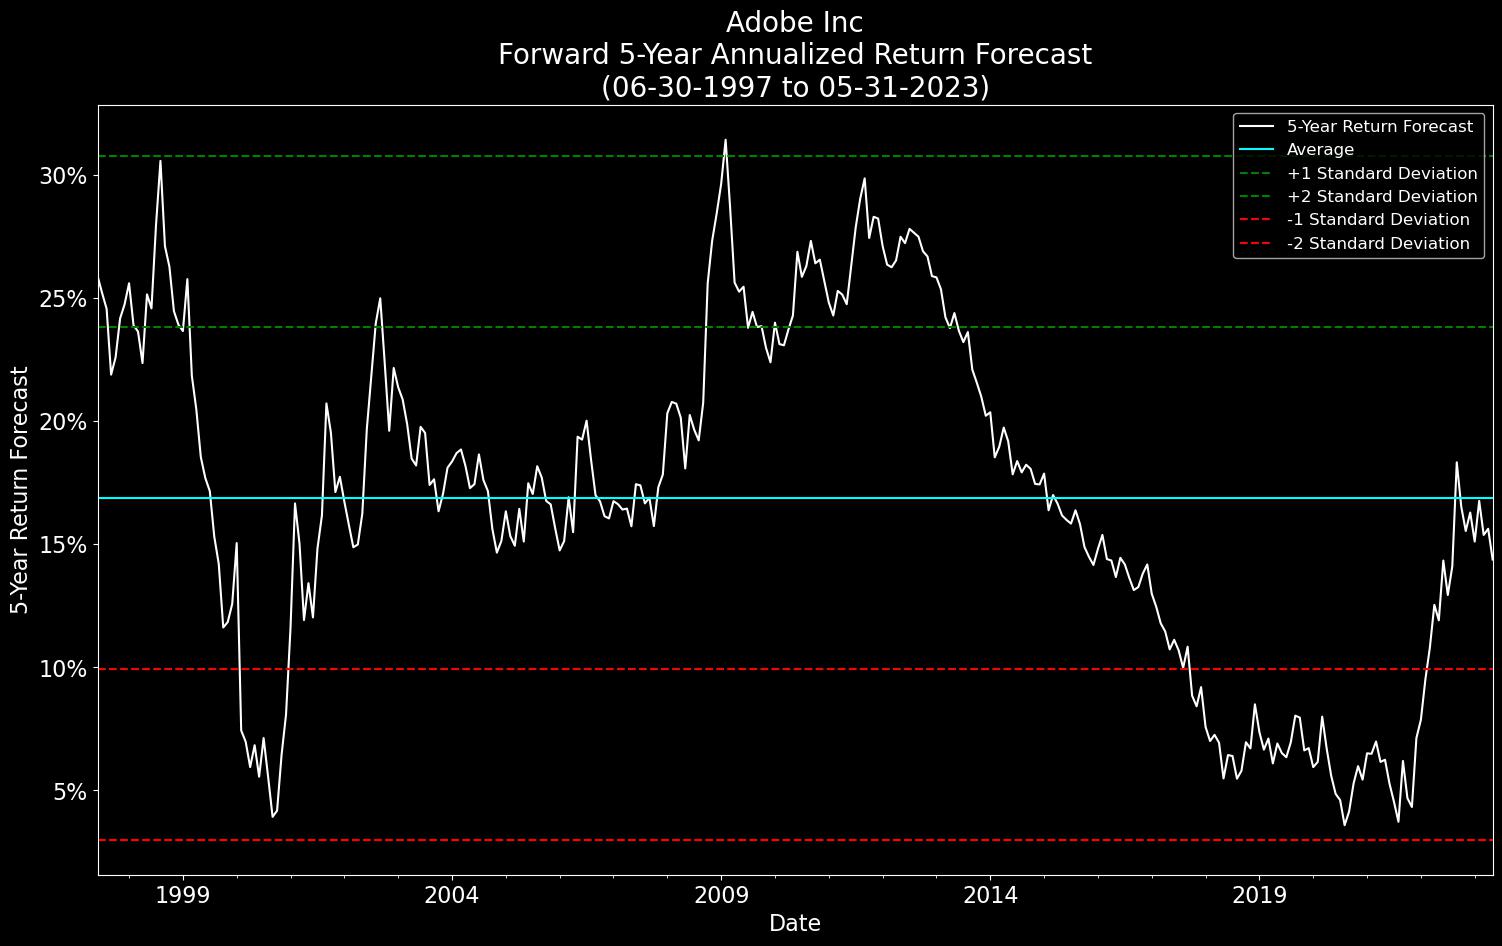 Adobe Inc
Forward 5-Year Annualized Return Forecast
(06-30-1997 to 05-31-2023)
5-Year Return Forecast
Average
+1 Standard Deviation
+2 Standard Deviation
-1 Standard Deviation
-2 Standard Deviation
5-Year Return Forecast
30%
25%
20%
15%
10%
5%
1999 2004 2009 2014 2019
Date